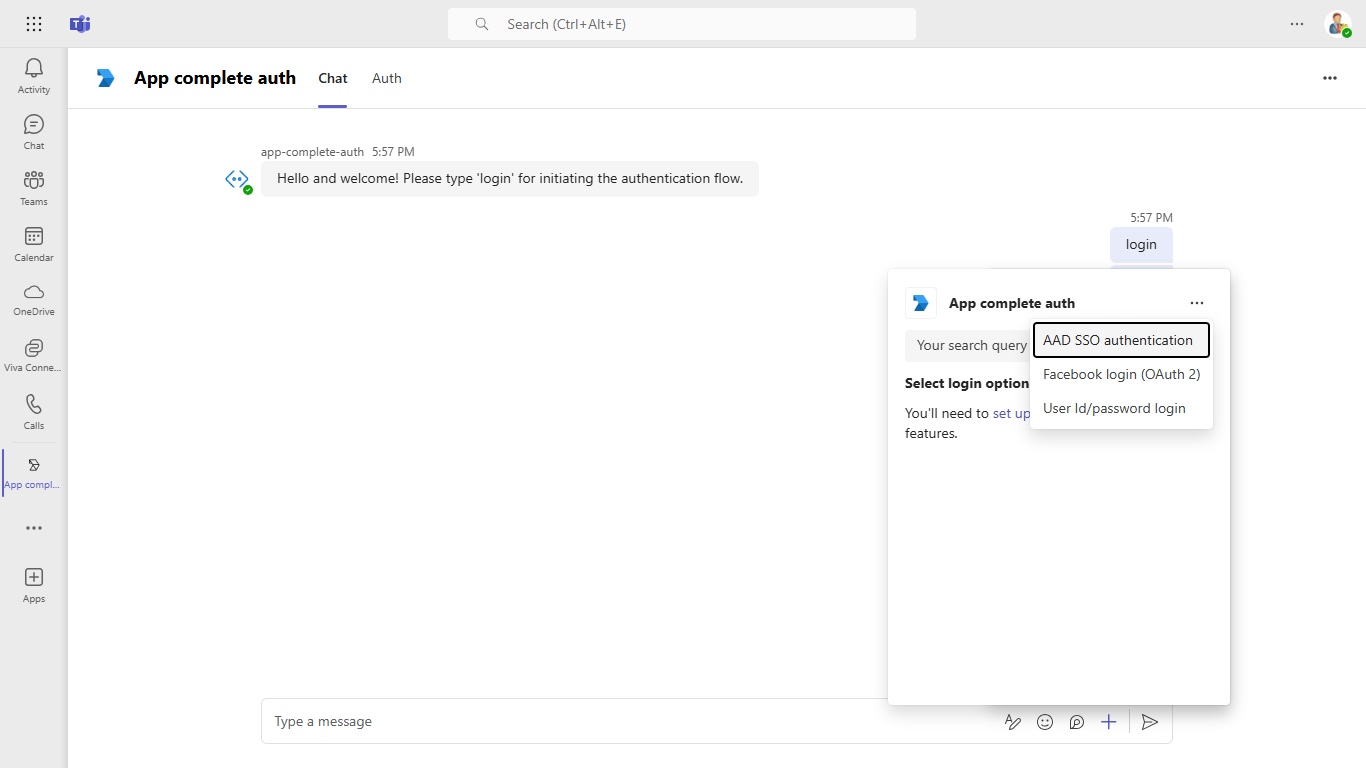 Search (Ctrl+Alt+E)
Activity
Chat
Teams
Calendar
OneDrive
Viva Conne...
Calls
App compl...
Apps
App complete auth
Chat
Auth
app-complete-auth 5:57 PM
Hello and welcome! Please type 'login' for initiating the authentication flow.
5:57 PM
login
App complete auth
Your search query
AAD SSO authentication
Facebook login (OAuth 2)
User Id/password login
Select login option
You'll need to set up
features.
Type a message